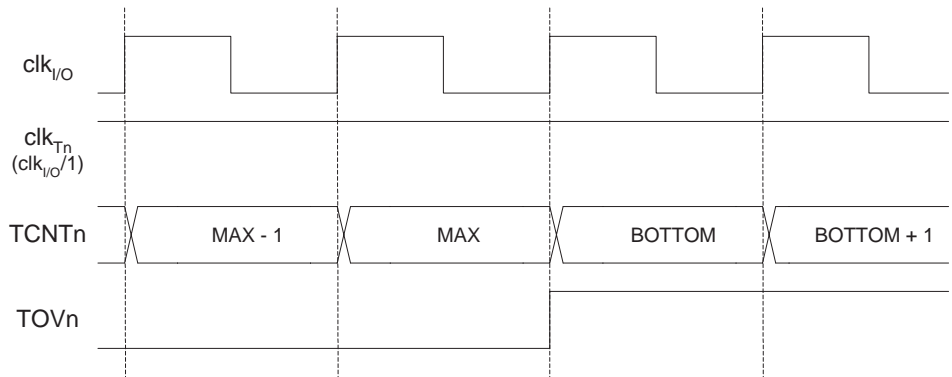 clkI/O
clkTn
(clkI/O/1)
TCNTn MAX - 1 MAX BOTTOM BOTTOM + 1
TOVn